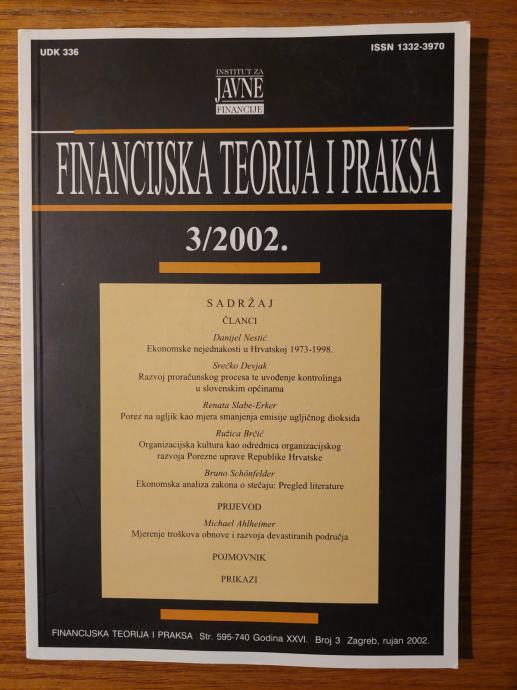 UDK 336
ISSN 1332-3970
INSTITUT ZA
JAVNE
FINANCIJE
FINANCIJSKA TEORIJA I PRAKSA
3/2002.
SADRŽAJ
ČLANCI
Danijel Nestić
Ekonomske nejednakosti u Hrvatskoj 1973-1998.
Srečko Devjak
Razvoj proračunskog procesa te uvođenje kontrolinga
u slovenskim općinama
Renata Slabe-Erker
Porez na ugljik kao mjera smanjenja emisije ugljičnog dioksida
Ružica Brčić
Organizacijska kultura kao odrednica organizacijskog
razvoja Porezne uprave Republike Hrvatske
Bruno Schönfelder
Ekonomska analiza zakona o stečaju: Pregled literature
PRIJEVOD
Michael Ahlheimer
Mjerenje troškova obnove i razvoja devastiranih područja
POJMOVNIK
PRIKAZI
FINANCIJSKA TEORIJA I PRAKSA Str. 595-740 Godina XXVI. Broj 3 Zagreb, rujan 2002.